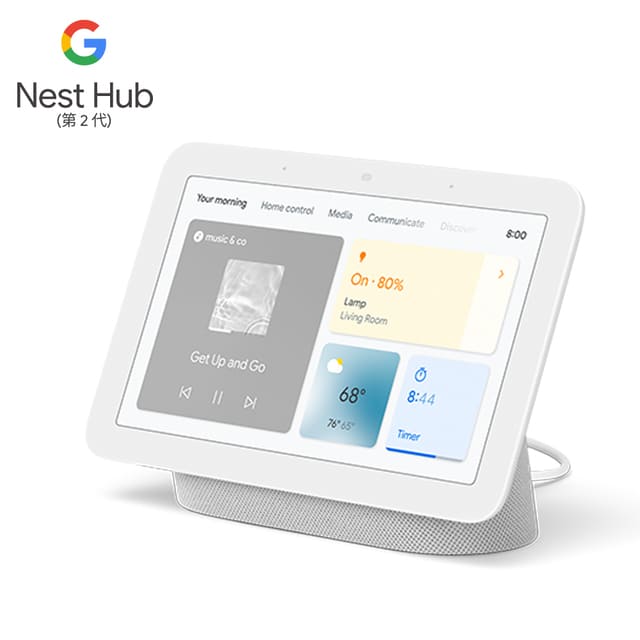 Nest Hub
(第 2 代)
Your morning Home control Media Communicate Discover 8:00
music & co
Get Up and Go
On · 80%
Lamp
Living Room
68°
76° 65°
8:44
Timer